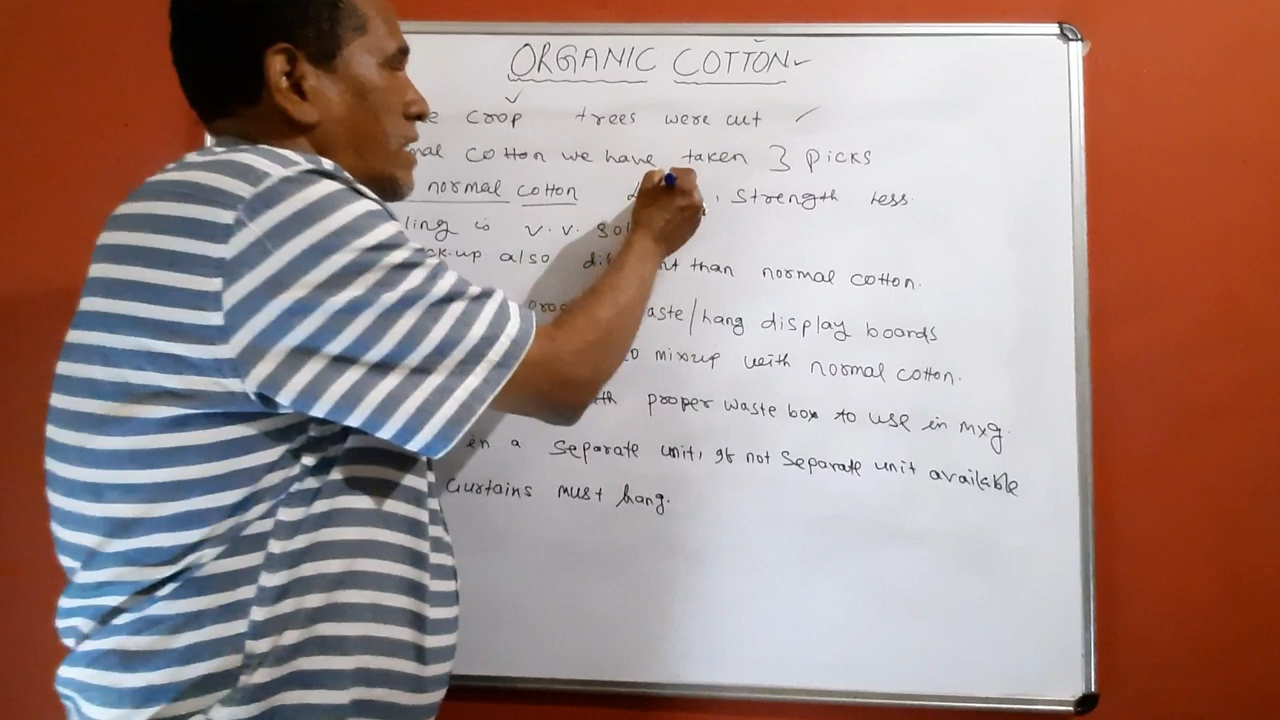 ORGANIC COTTON
crop trees were cut
cotton we have taken 3 picks
normal cotton , strength less.
is v.v.
also than normal cotton.
/hang display boards
mixup with normal cotton.
proper waste box to use in mxg.
in a separate unit, if not separate unit available
curtains must hang.